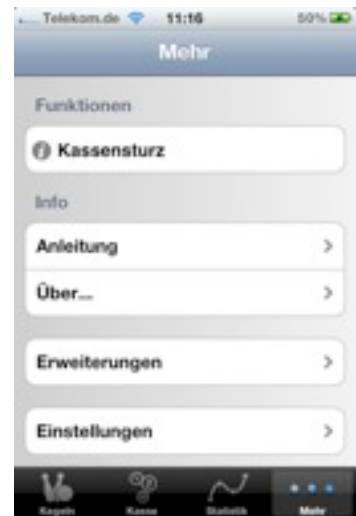 Telekom.de 11:16 50%
Mehr
Funktionen
Kassensturz
Info
Anleitung
Über...
Erweiterungen
Einstellungen
Kegeln Kasse Statistik Mehr